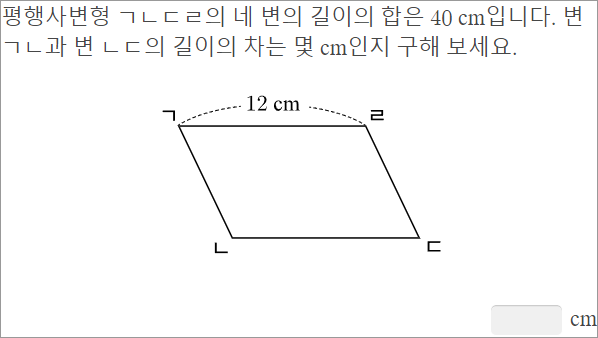 평행사변형 ㄱㄴㄷㄹ의 네 변의 길이의 합은 40 cm입니다. 변
ㄱㄴ과 변 ㄴㄷ의 길이의 차는 몇 cm인지 구해 보세요.
12 cm
ㄱ ㄹ
ㄴ ㄷ
cm